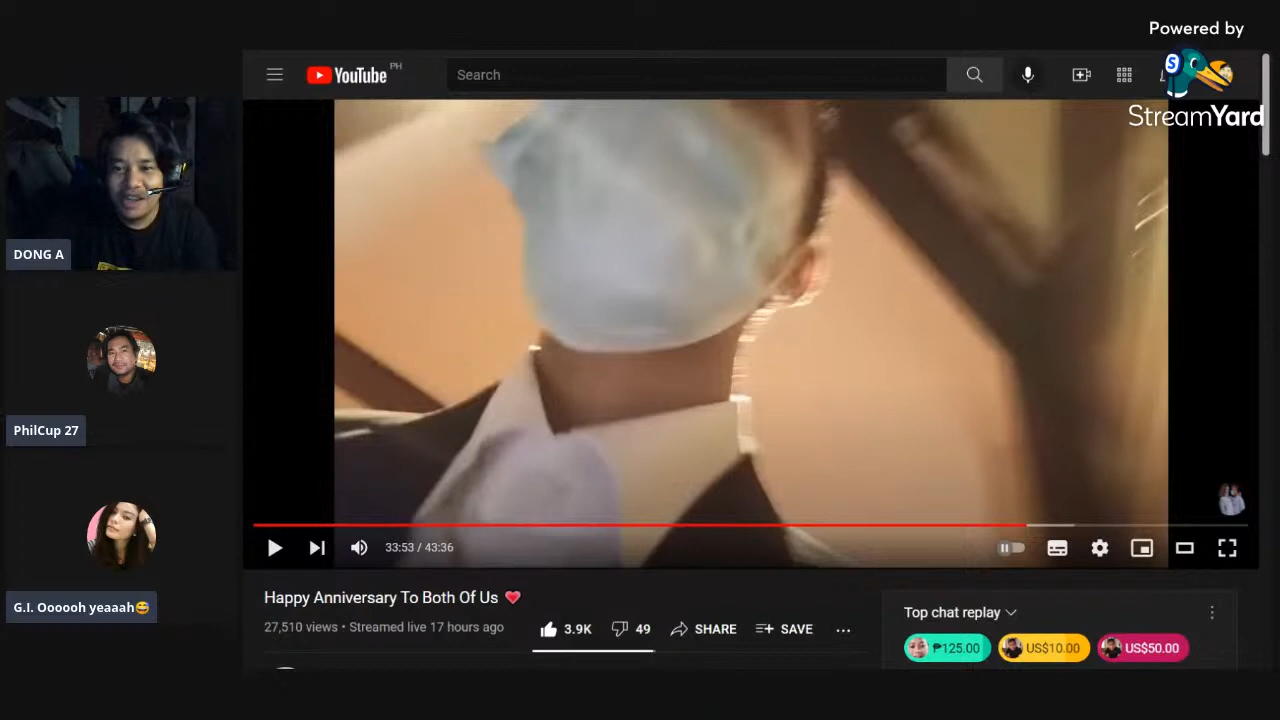 Powered by
StreamYard
YouTube PH
Search
DONG A
PhilCup 27
G.I. Oooooh yeaaah😅
33:53 / 43:36
Happy Anniversary To Both Of Us ❤️
27,510 views • Streamed live 17 hours ago
3.9K
49
SHARE
SAVE
Top chat replay
₱125.00
US$10.00
US$50.00